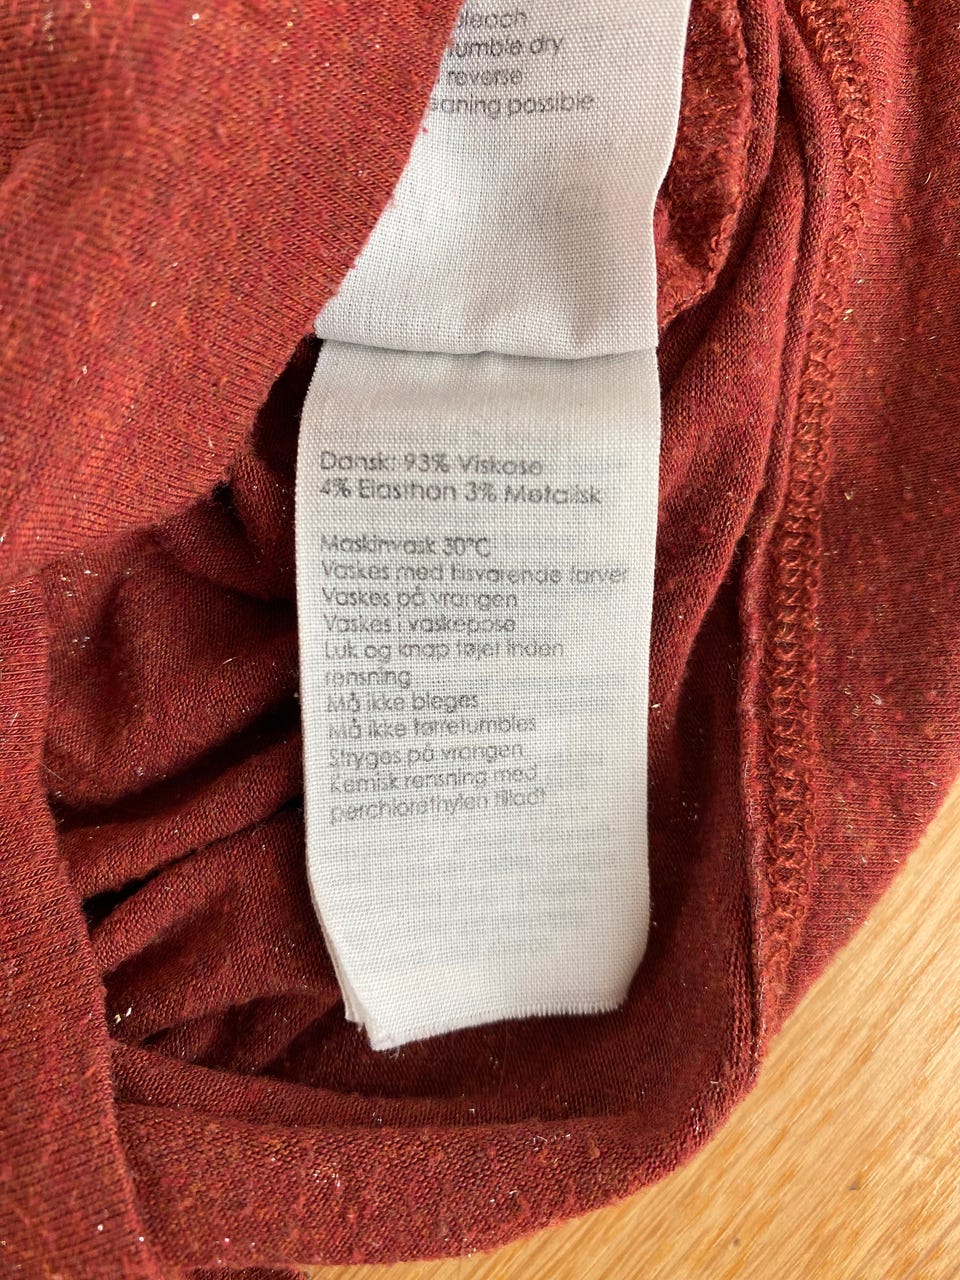 bleach
tumble dry
reverse
eaning possible
Dansk: 93% Viskose
4% Elasthan 3% Metalisk
Maskinvask 30°C
Vaskes med tilsvarende farver
Vaskes på vrangen
Vaskes i vaskepose
Luk og knap tøjet inden
rensning
Må ikke bleges
Må ikke tørretumbles
Stryges på vrangen
Kemisk rensning med
perchlorethylen tilladt